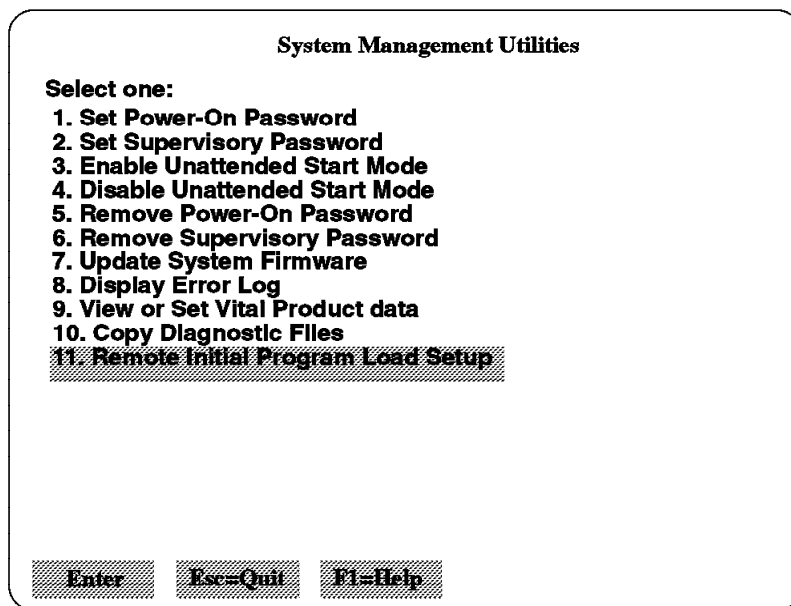 System Management Utilities
Select one:
1. Set Power-On Password
2. Set Supervisory Password
3. Enable Unattended Start Mode
4. Disable Unattended Start Mode
5. Remove Power-On Password
6. Remove Supervisory Password
7. Update System Firmware
8. Display Error Log
9. View or Set Vital Product data
10. Copy Diagnostic Files
11. Remote Initial Program Load Setup
Enter Esc=Quit F1=Help